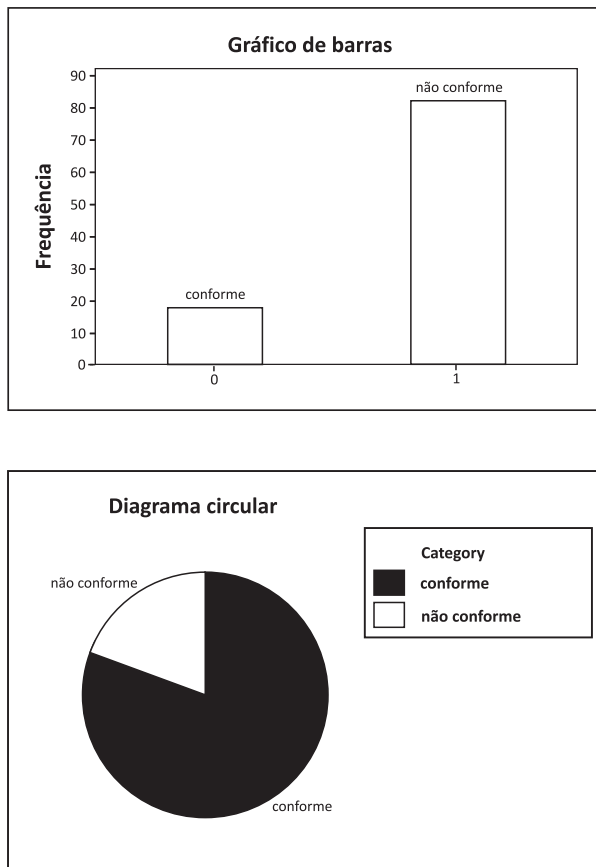 Gráfico de barras
Frequência
90
80
70
60
50
40
30
20
10
0
não conforme
conforme
0
1
Diagrama circular
não conforme
conforme
Category
conforme
não conforme